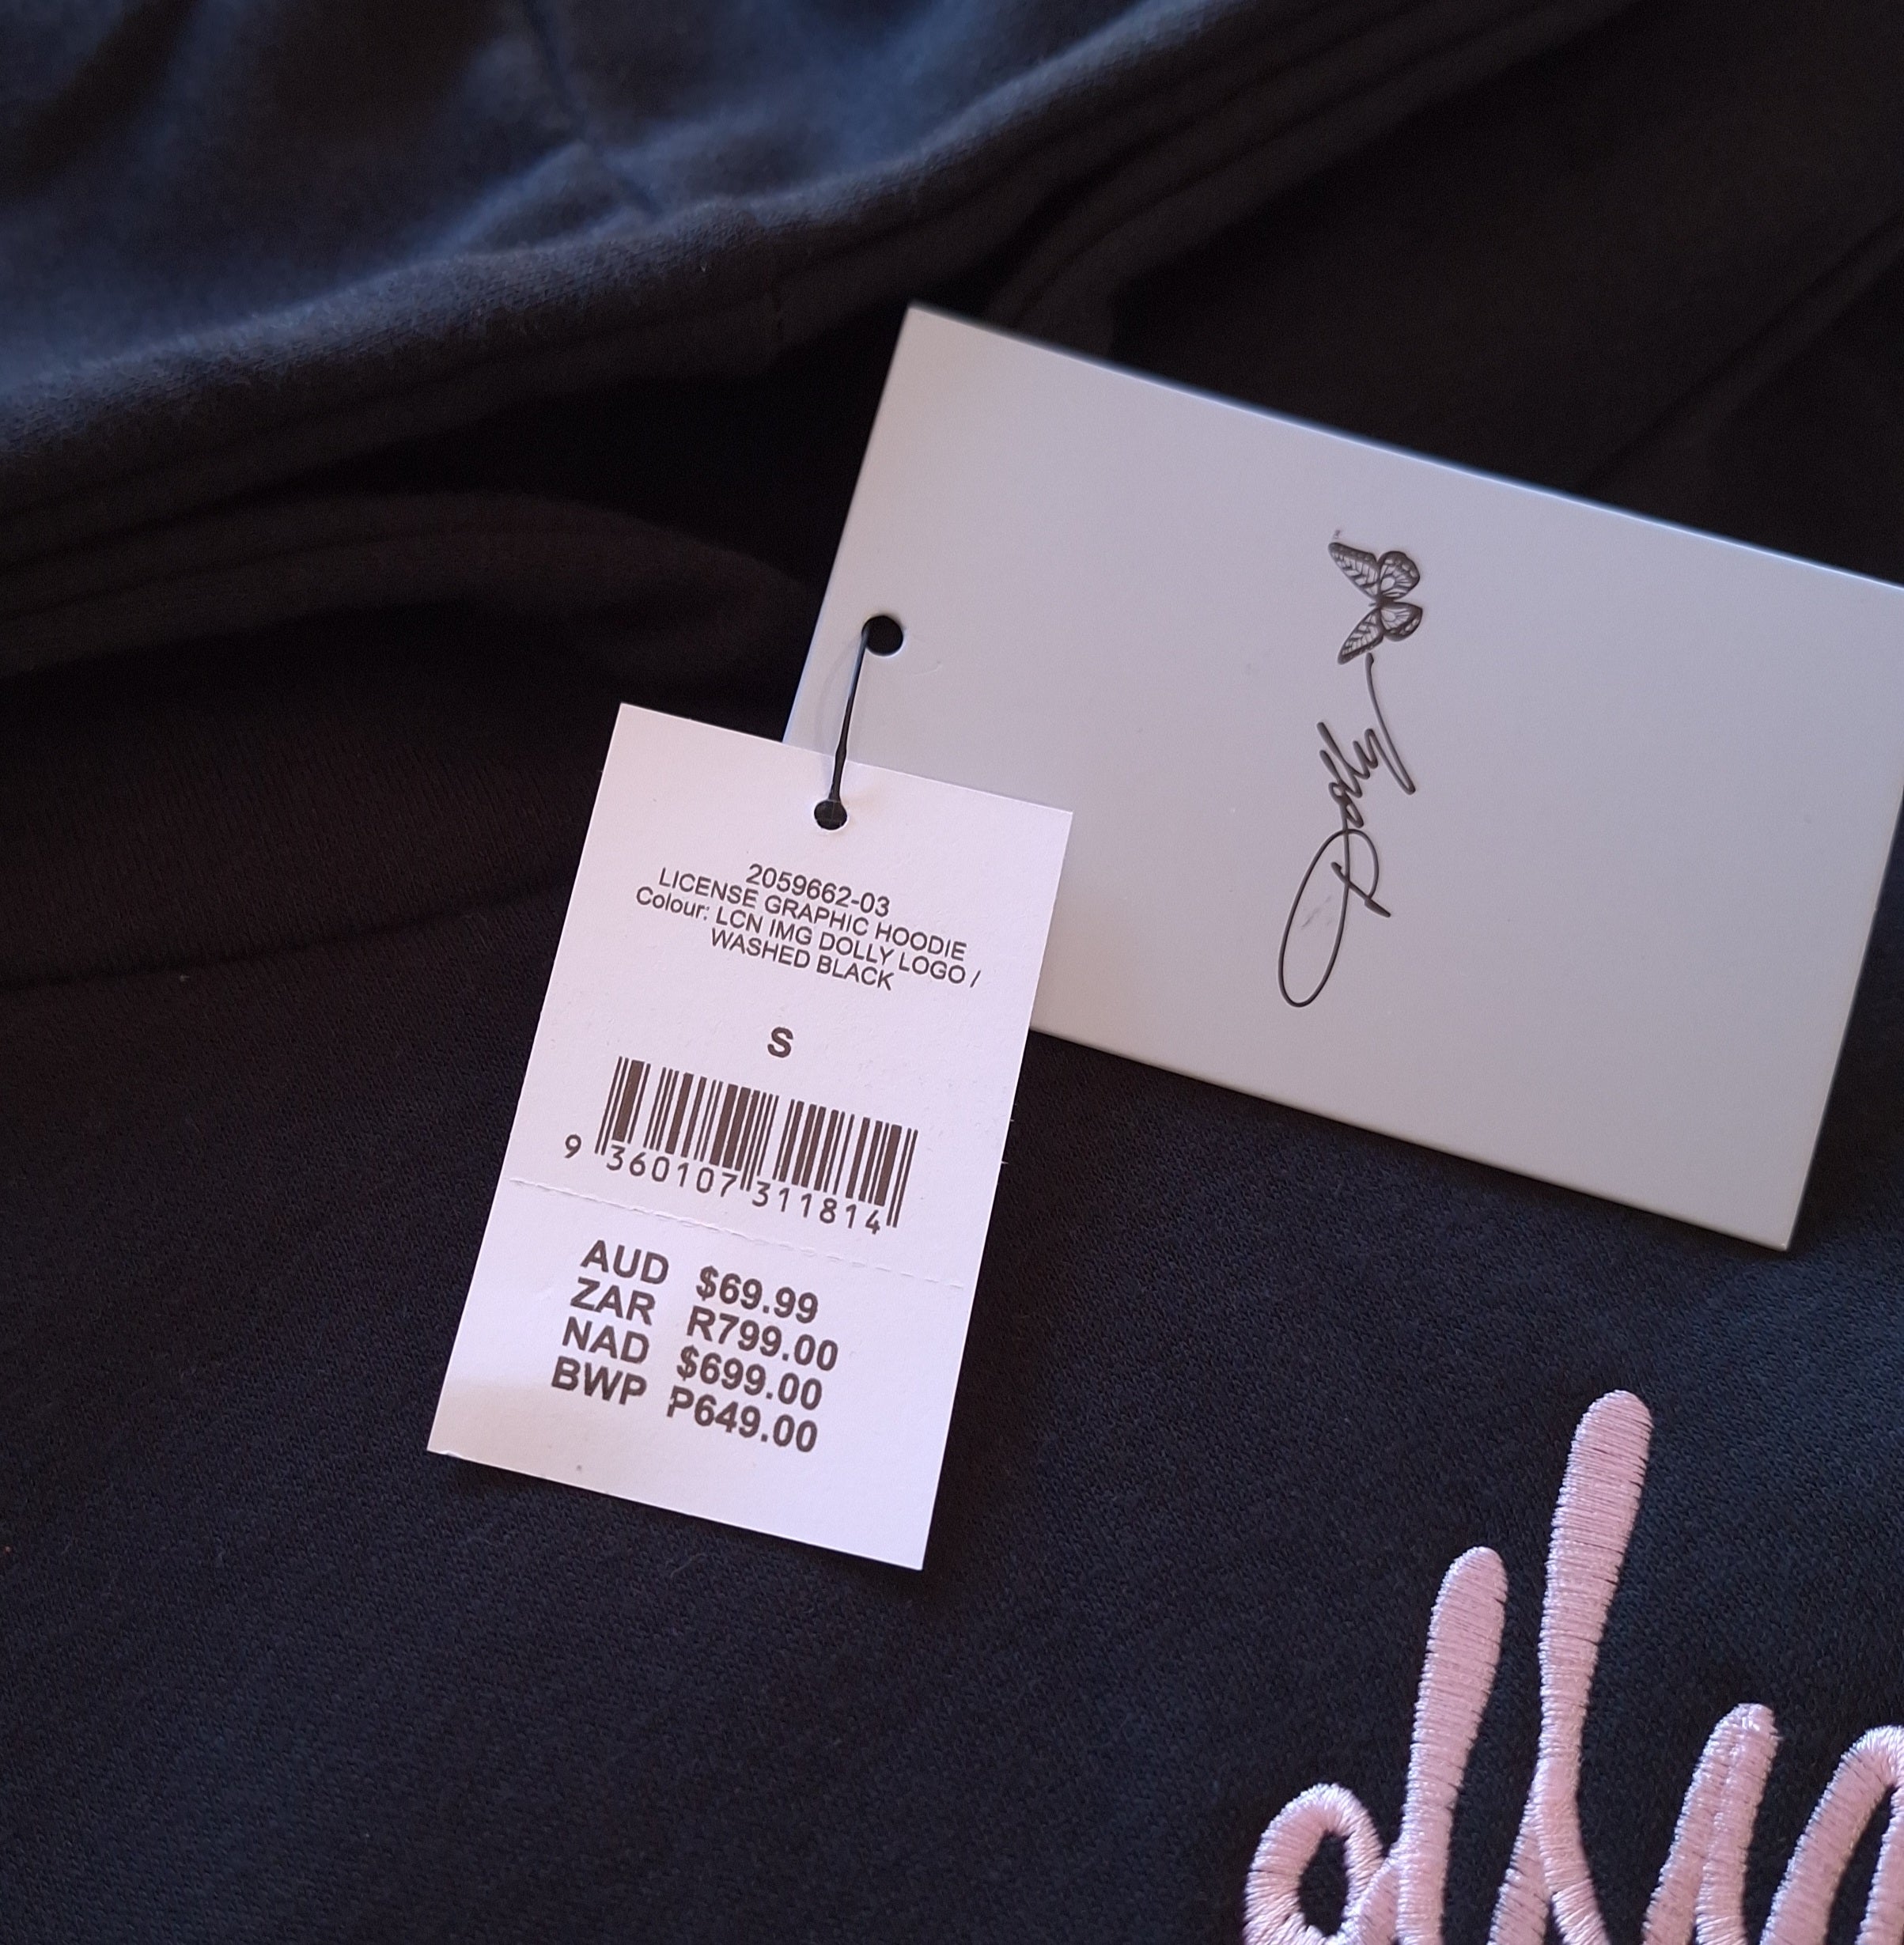 2059662-03
LICENSE GRAPHIC HOODIE
Colour: LCN IMG DOLLY LOGO /
WASHED BLACK
S
9 360107 311814
AUD $69.99
ZAR R799.00
NAD $699.00
BWP P649.00
Dolly